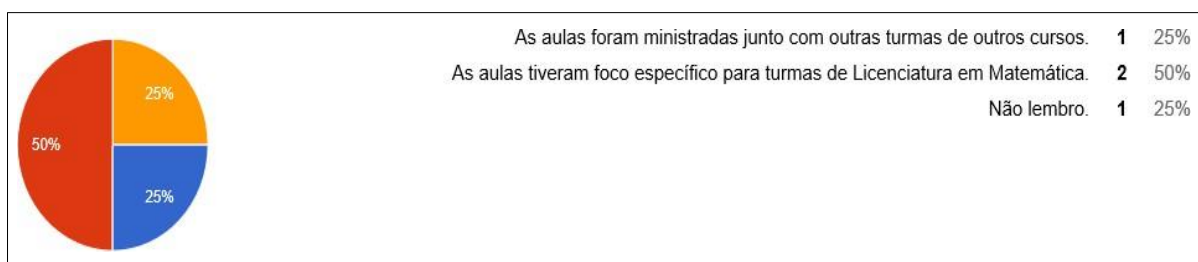 As aulas foram ministradas junto com outras turmas de outros cursos. 1 25%
As aulas tiveram foco específico para turmas de Licenciatura em Matemática. 2 50%
Não lembro. 1 25%
25%
50%
25%